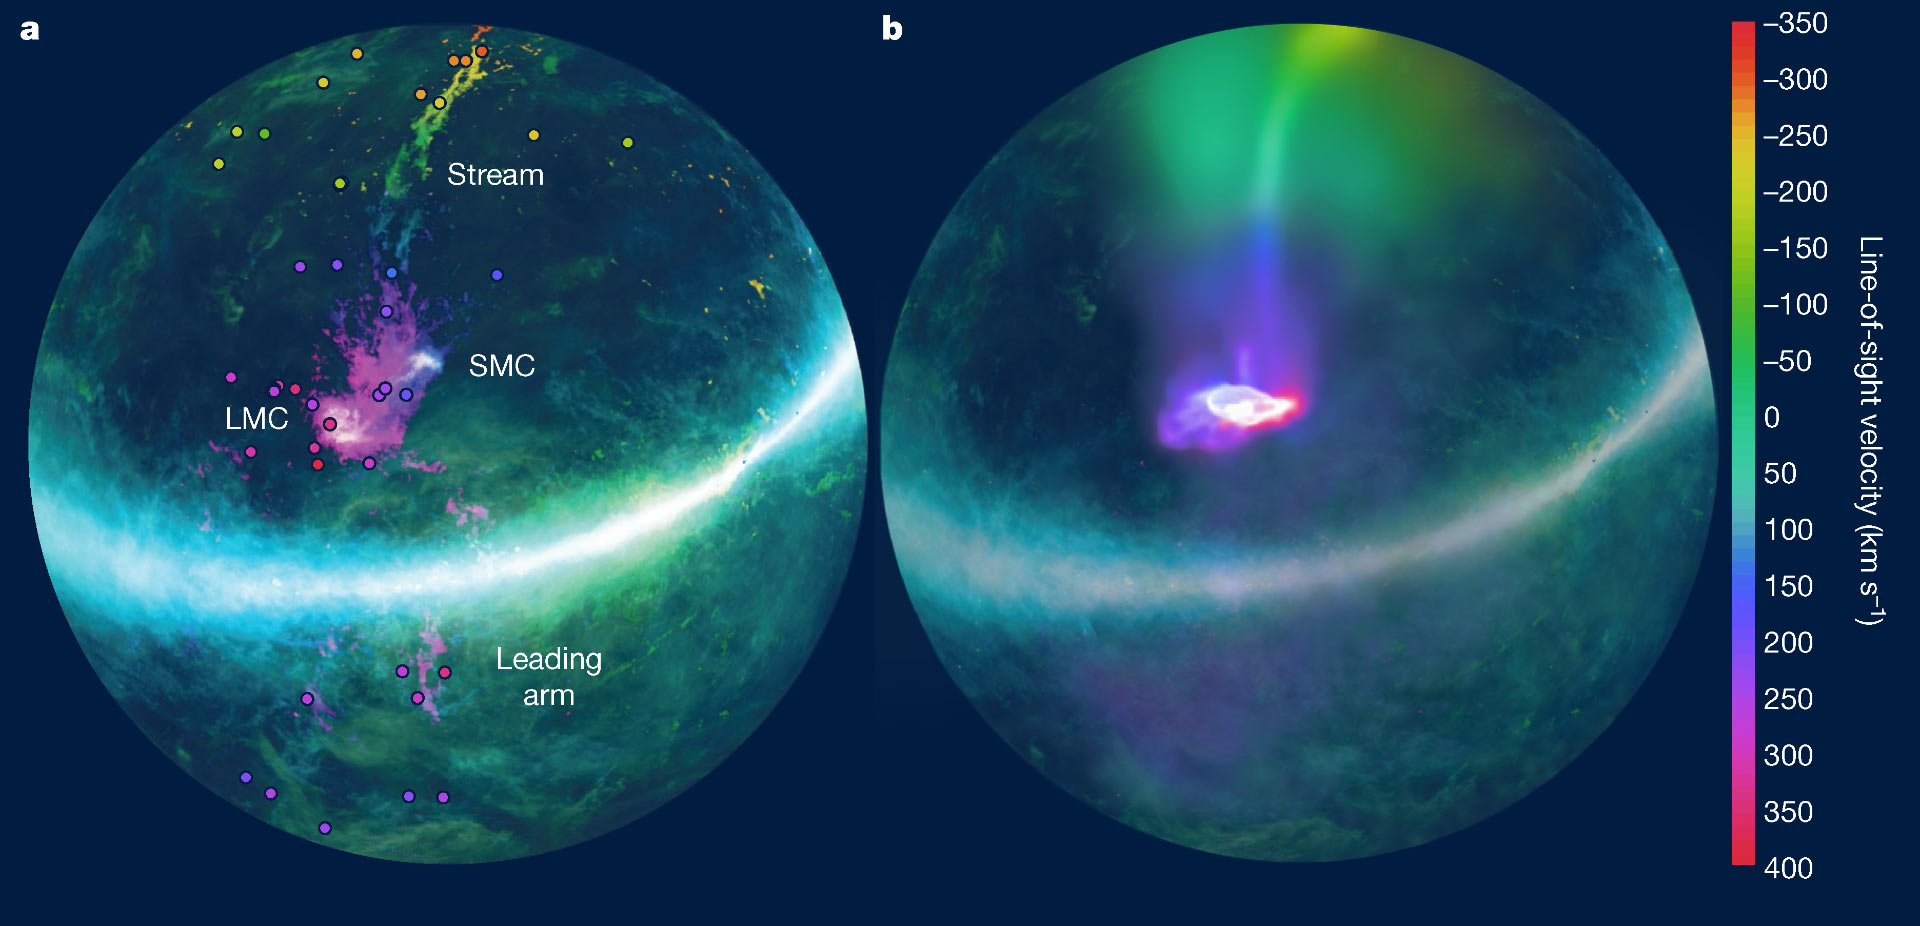 a
Stream
SMC
LMC
Leading
arm
b
–350
–300
–250
–200
–150
–100
–50
0
50
100
150
200
250
300
350
400
Line-of-sight velocity (km s⁻¹)